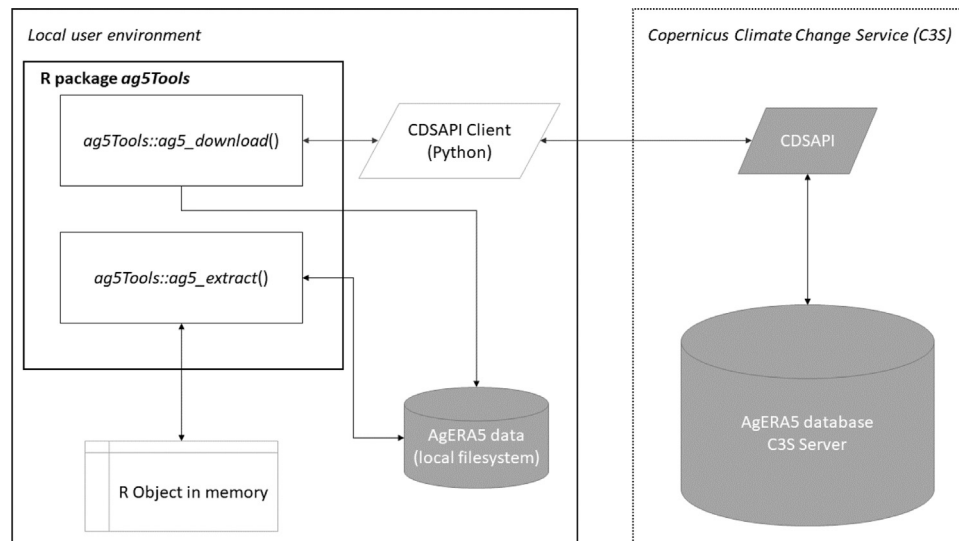 Local user environment
Copernicus Climate Change Service (C3S)
R package ag5Tools
ag5Tools::ag5_download()
CDSAPI Client
(Python)
CDSAPI
ag5Tools::ag5_extract()
AgERA5 data
(local filesystem)
AgERA5 database
C3S Server
R Object in memory